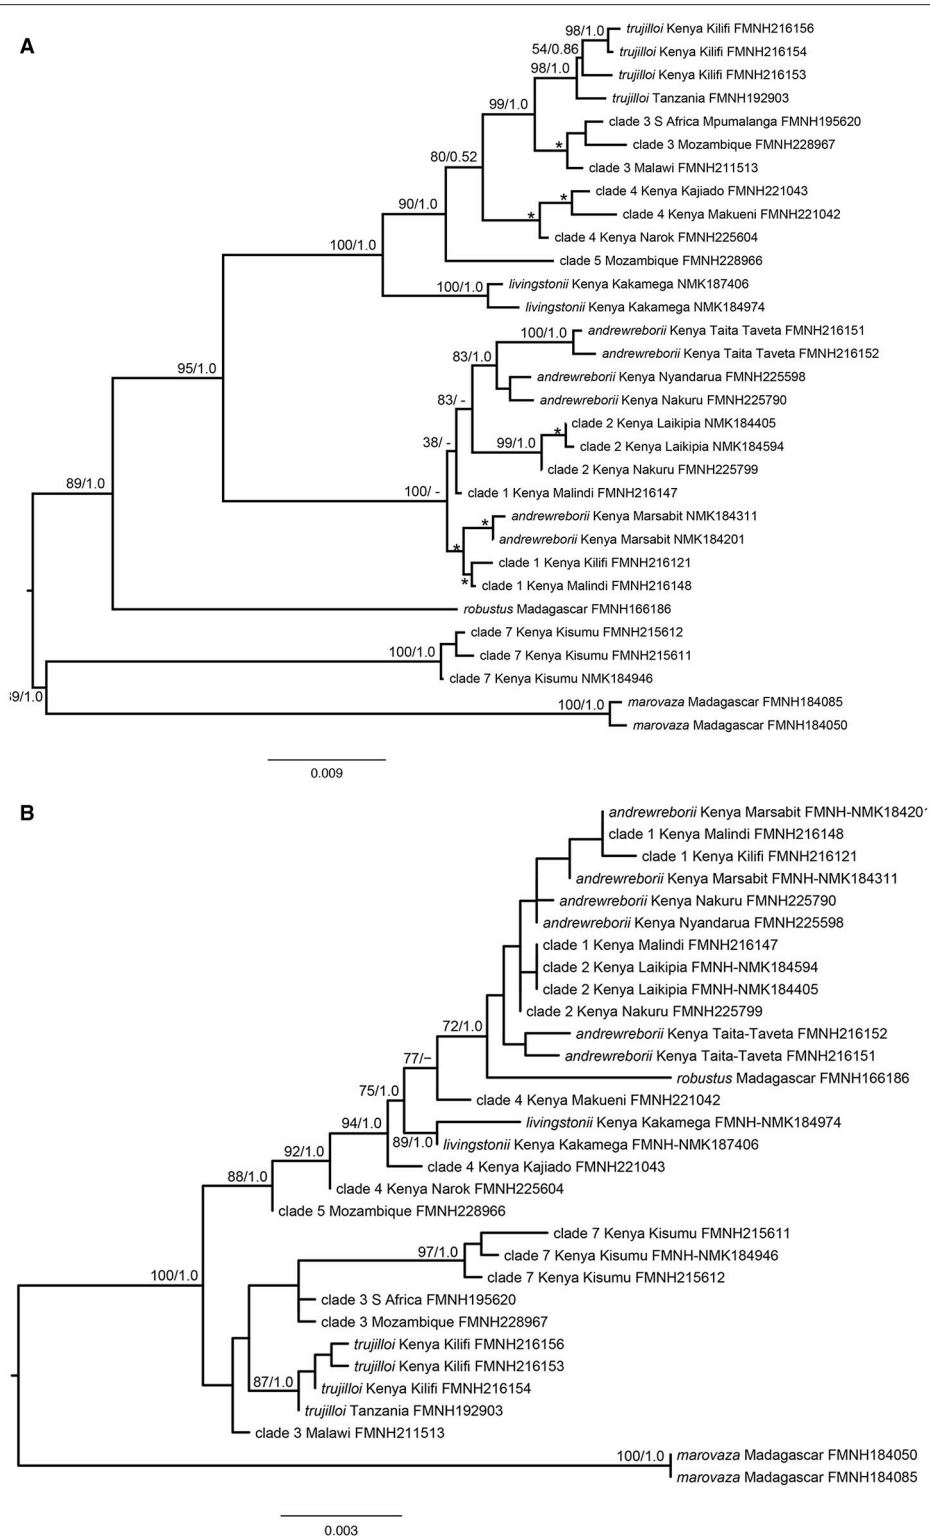 A
98/1.0
trujilloi Kenya Kilifi FMNH216156
54/0.86
trujilloi Kenya Kilifi FMNH216154
98/1.0
trujilloi Kenya Kilifi FMNH216153
trujilloi Tanzania FMNH192903
99/1.0
clade 3 S Africa Mpumalanga FMNH195620
*
clade 3 Mozambique FMNH228967
80/0.52
clade 3 Malawi FMNH211513
*
clade 4 Kenya Kajiado FMNH221043
90/1.0
*
clade 4 Kenya Makueni FMNH221042
clade 4 Kenya Narok FMNH225604
100/1.0
clade 5 Mozambique FMNH228966
100/1.0
livingstonii Kenya Kakamega NMK187406
livingstonii Kenya Kakamega NMK184974
100/1.0
andrewreborii Kenya Taita Taveta FMNH216151
83/1.0
andrewreborii Kenya Taita Taveta FMNH216152
95/1.0
andrewreborii Kenya Nyandarua FMNH225598
83/ -
andrewreborii Kenya Nakuru FMNH225790
*
clade 2 Kenya Laikipia NMK184405
38/ -
99/1.0
clade 2 Kenya Laikipia NMK184594
clade 2 Kenya Nakuru FMNH225799
89/1.0
100/ -
clade 1 Kenya Malindi FMNH216147
*
andrewreborii Kenya Marsabit NMK184311
*
andrewreborii Kenya Marsabit NMK184201
clade 1 Kenya Kilifi FMNH216121
*
clade 1 Kenya Malindi FMNH216148
robustus Madagascar FMNH166186
clade 7 Kenya Kisumu FMNH215612
100/1.0
clade 7 Kenya Kisumu FMNH215611
clade 7 Kenya Kisumu NMK184946
9/1.0
100/1.0
marovaza Madagascar FMNH184085
marovaza Madagascar FMNH184050
0.009
B
andrewreborii Kenya Marsabit FMNH-NMK18420
clade 1 Kenya Malindi FMNH216148
clade 1 Kenya Kilifi FMNH216121
andrewreborii Kenya Marsabit FMNH-NMK184311
andrewreborii Kenya Nakuru FMNH225790
andrewreborii Kenya Nyandarua FMNH225598
clade 1 Kenya Malindi FMNH216147
clade 2 Kenya Laikipia FMNH-NMK184594
clade 2 Kenya Laikipia FMNH-NMK184405
clade 2 Kenya Nakuru FMNH225799
72/1.0
andrewreborii Kenya Taita-Taveta FMNH216152
77/–
andrewreborii Kenya Taita-Taveta FMNH216151
robustus Madagascar FMNH166186
75/1.0
clade 4 Kenya Makueni FMNH221042
94/1.0
livingstonii Kenya Kakamega FMNH-NMK184974
89/1.0
livingstonii Kenya Kakamega FMNH-NMK187406
92/1.0
clade 4 Kenya Kajiado FMNH221043
88/1.0
clade 4 Kenya Narok FMNH225604
clade 5 Mozambique FMNH228966
clade 7 Kenya Kisumu FMNH215611
97/1.0
clade 7 Kenya Kisumu FMNH-NMK184946
100/1.0
clade 7 Kenya Kisumu FMNH215612
clade 3 S Africa FMNH195620
clade 3 Mozambique FMNH228967
trujilloi Kenya Kilifi FMNH216156
trujilloi Kenya Kilifi FMNH216153
87/1.0
trujilloi Kenya Kilifi FMNH216154
trujilloi Tanzania FMNH192903
clade 3 Malawi FMNH211513
100/1.0
marovaza Madagascar FMNH184050
marovaza Madagascar FMNH184085
0.003